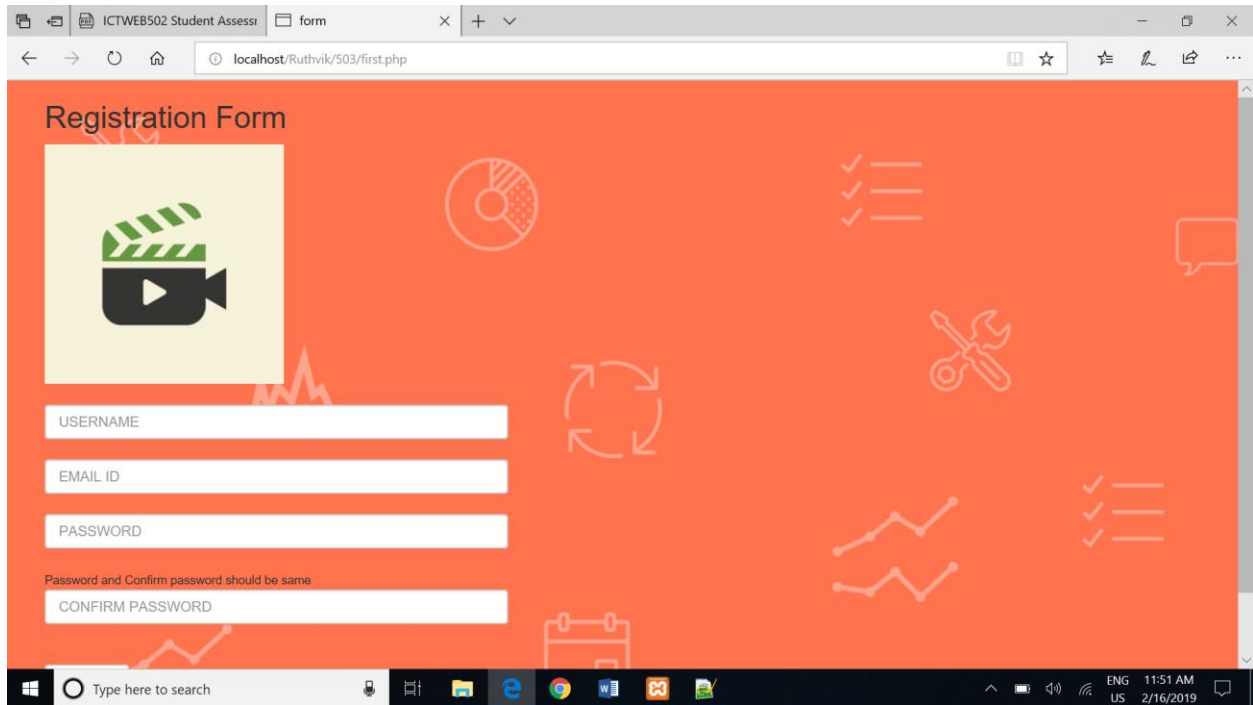 ICTWEB502 Student Assessr
form
localhost/Ruthvik/503/first.php
Registration Form
USERNAME
EMAIL ID
PASSWORD
Password and Confirm password should be same
CONFIRM PASSWORD
Type here to search
ENG
11:51 AM
US
2/16/2019